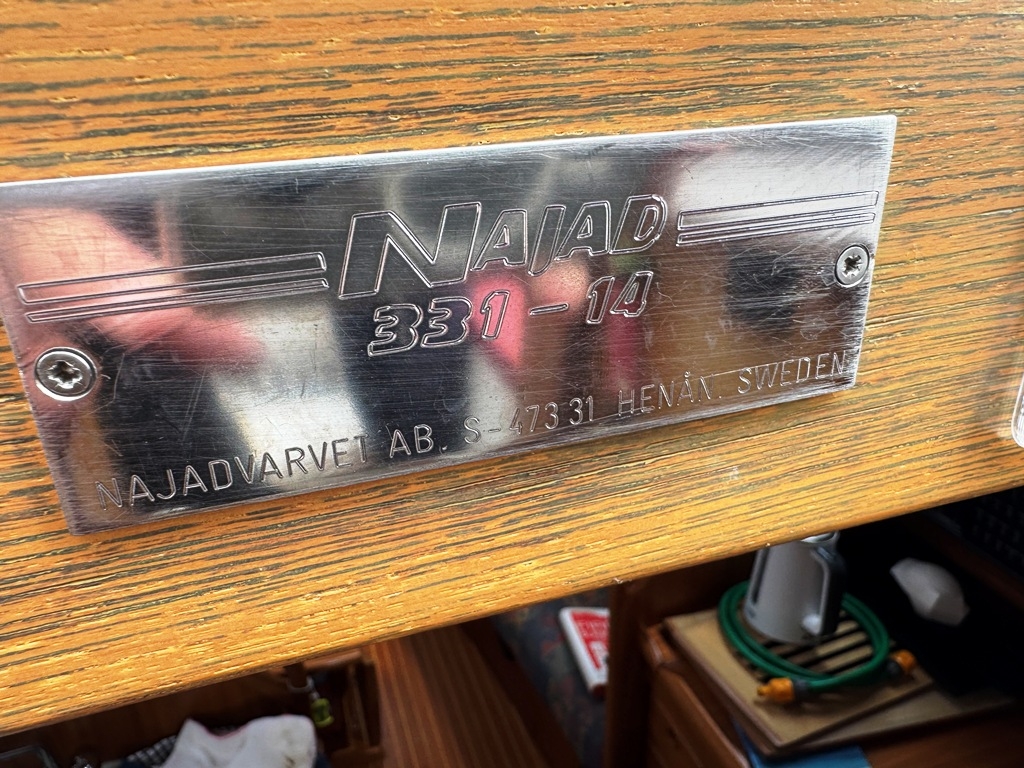 NAJAD
331-14
NAJADVARVET AB. S-473 31 HENÅN. SWEDEN